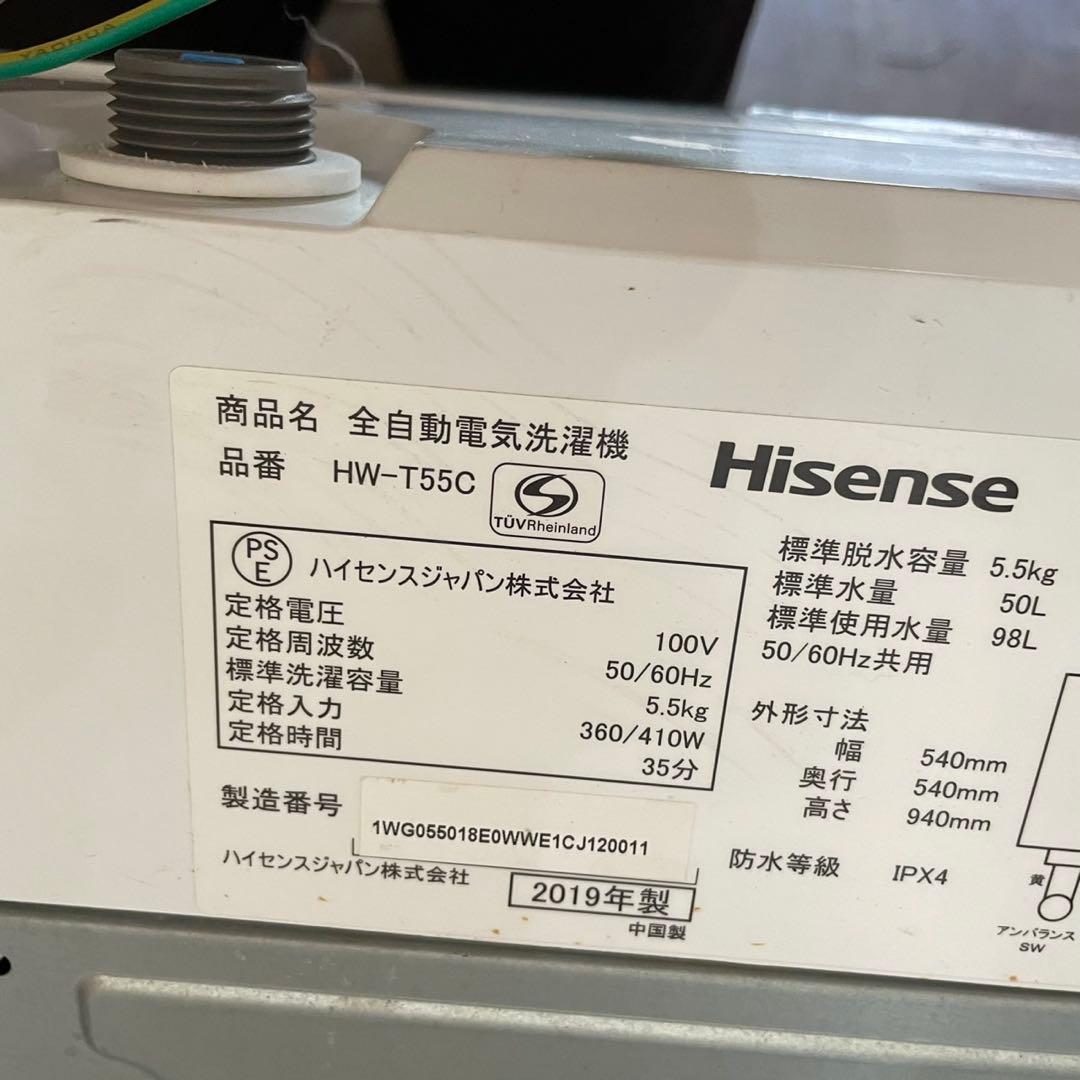 YAOHUA
商品名 全自動電気洗濯機
品番 HW-T55C
TÜVRheinland
Hisense
PS
E
ハイセンスジャパン株式会社
定格電圧 100V
定格周波数 50/60Hz
標準洗濯容量 5.5kg
定格入力 360/410W
定格時間 35分
製造番号 1WG055018E0WWE1CJ120011
ハイセンスジャパン株式会社
2019年製
中国製
標準脱水容量 5.5kg
標準水量 50L
標準使用水量 98L
50/60Hz共用
外形寸法
幅 540mm
奥行 540mm
高さ 940mm
防水等級 IPX4
黄
アンバランス
SW